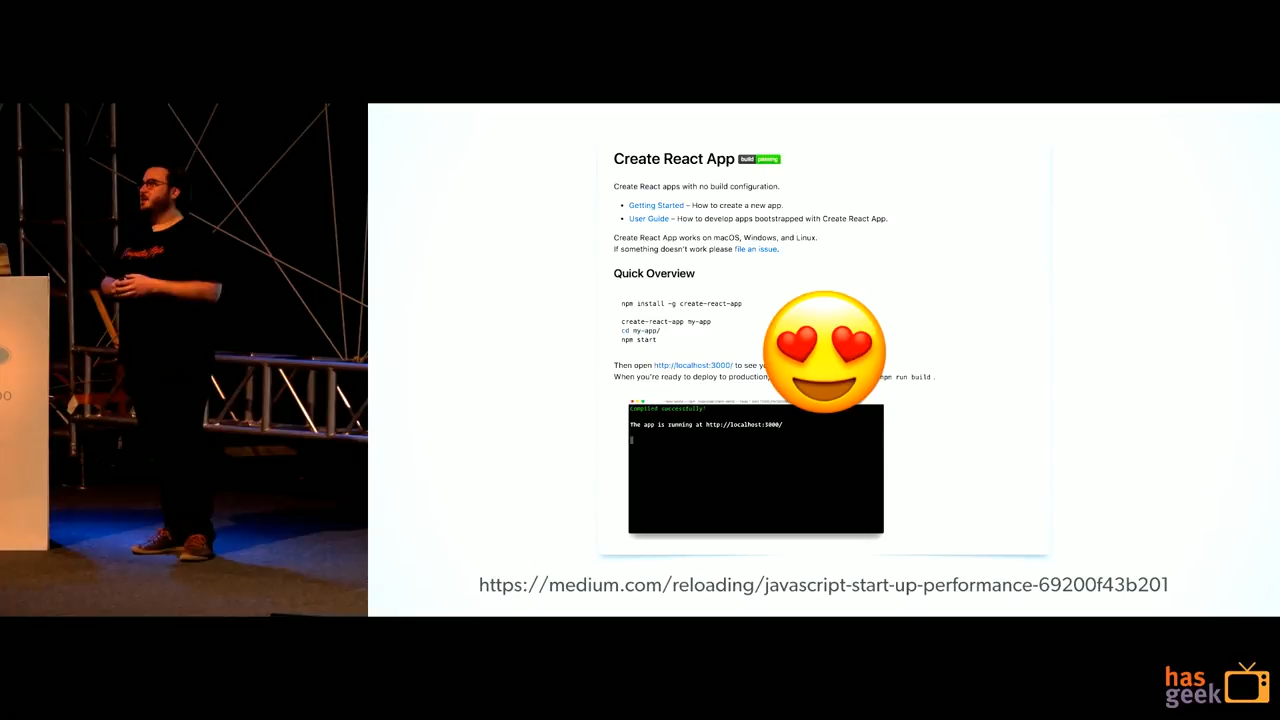 Create React App build passing
Create React apps with no build configuration.
• Getting Started – How to create a new app.
• User Guide – How to develop apps bootstrapped with Create React App.
Create React App works on macOS, Windows, and Linux.
If something doesn't work please file an issue.
Quick Overview
npm install -g create-react-app
create-react-app my-app
cd my-app/
npm start
Then open http://localhost:3000/ to see
When you're ready to deploy to production, npm run build.
Compiled successfully!
The app is running at http://localhost:3000/
https://medium.com/reloading/javascript-start-up-performance-69200f43b201
has
geek